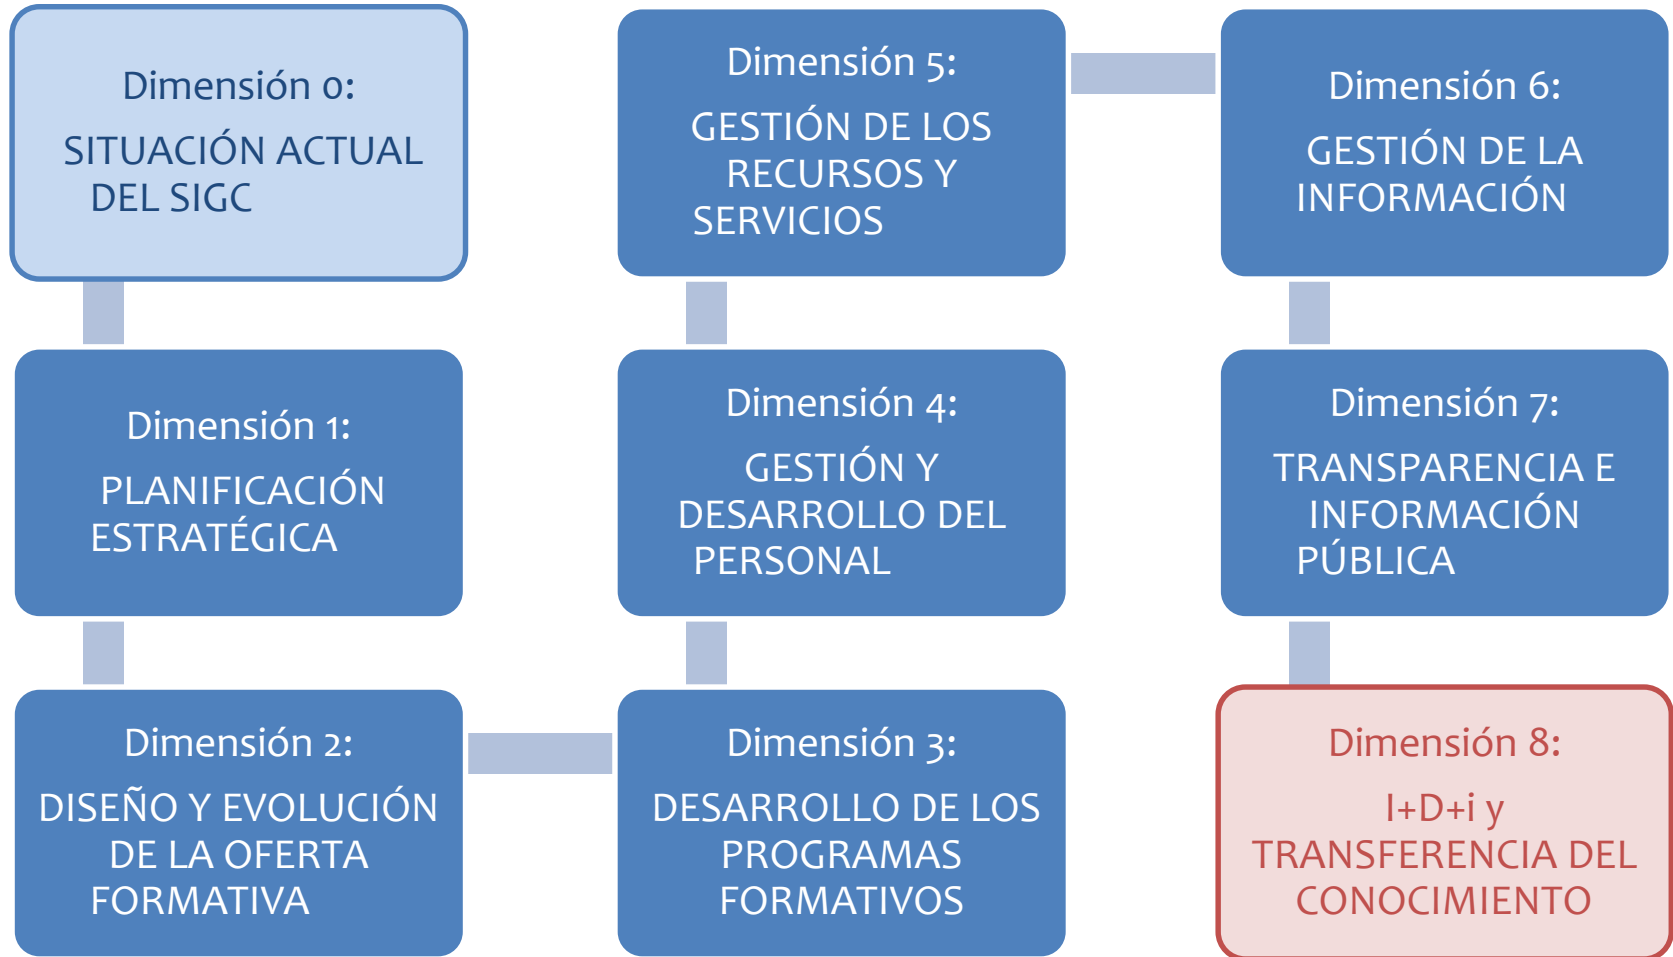 Dimensión 0:
SITUACIÓN ACTUAL
DEL SIGC
Dimensión 1:
PLANIFICACIÓN
ESTRATÉGICA
Dimensión 2:
DISEÑO Y EVOLUCIÓN
DE LA OFERTA
FORMATIVA
Dimensión 3:
DESARROLLO DE LOS
PROGRAMAS
FORMATIVOS
Dimensión 4:
GESTIÓN Y
DESARROLLO DEL
PERSONAL
Dimensión 5:
GESTIÓN DE LOS
RECURSOS Y
SERVICIOS
Dimensión 6:
GESTIÓN DE LA
INFORMACIÓN
Dimensión 7:
TRANSPARENCIA E
INFORMACIÓN
PÚBLICA
Dimensión 8:
I+D+i y
TRANSFERENCIA DEL
CONOCIMIENTO